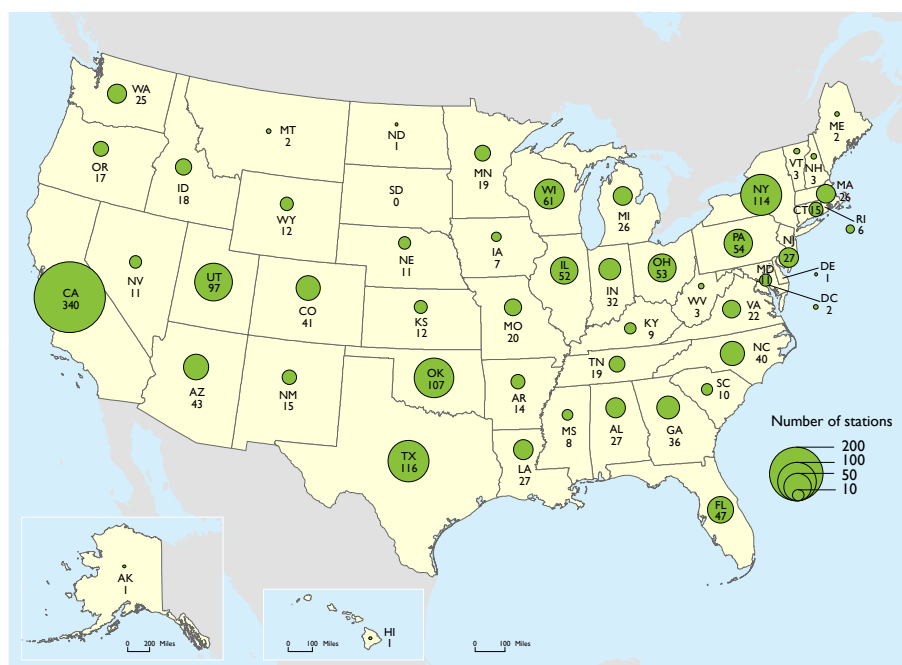 WA
25
MT
2
ND
1
ME
2
OR
17
ID
18
MN
19
VT
3
NH
3
SD
0
WI
61
NY
114
MA
26
WY
12
MI
26
CT 15
RI
6
IA
7
PA
54
NJ
27
NE
11
NV
11
UT
97
IL
52
IN
32
OH
53
MD
11
DE
1
CA
340
CO
41
WV
3
DC
2
KS
12
MO
20
VA
22
KY
9
NC
40
TN
19
AZ
43
NM
15
OK
107
AR
14
SC
10
MS
8
AL
27
GA
36
Number of stations
200
100
50
10
TX
116
LA
27
FL
47
AK
1
HI
1
0 200 Miles
0 100 Miles
0 100 Miles